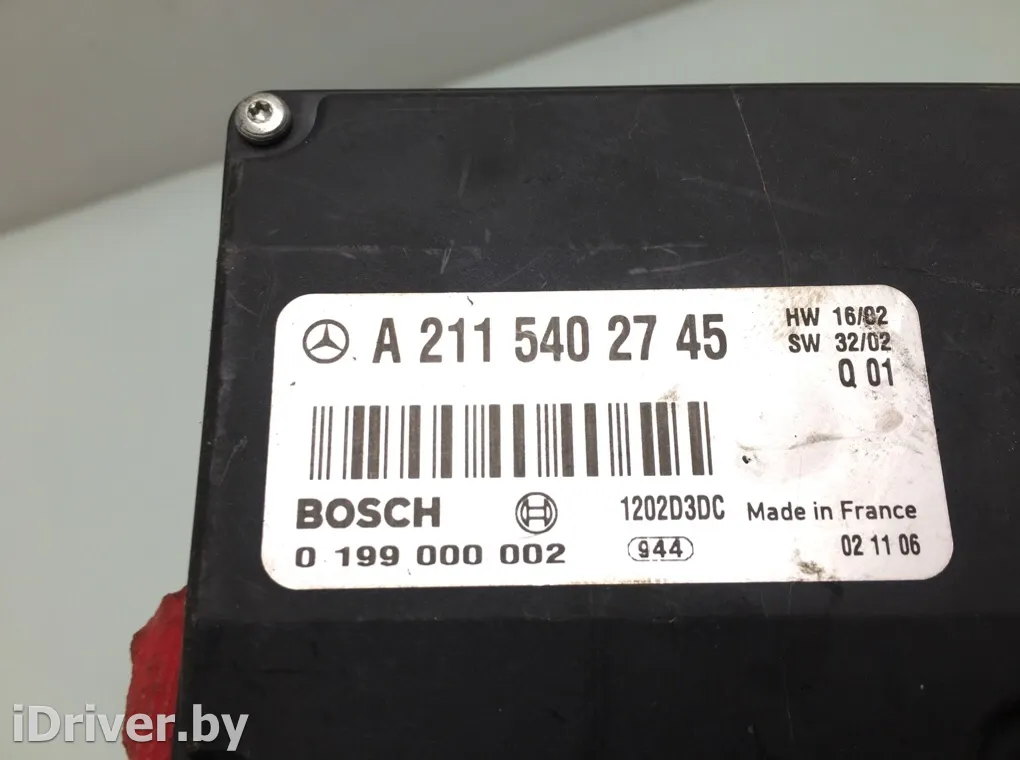 A 211 540 27 45
HW 16/02
SW 32/02
Q 01
BOSCH
1202D3DC
Made in France
0 199 000 002
944
02 11 06
iDriver.by